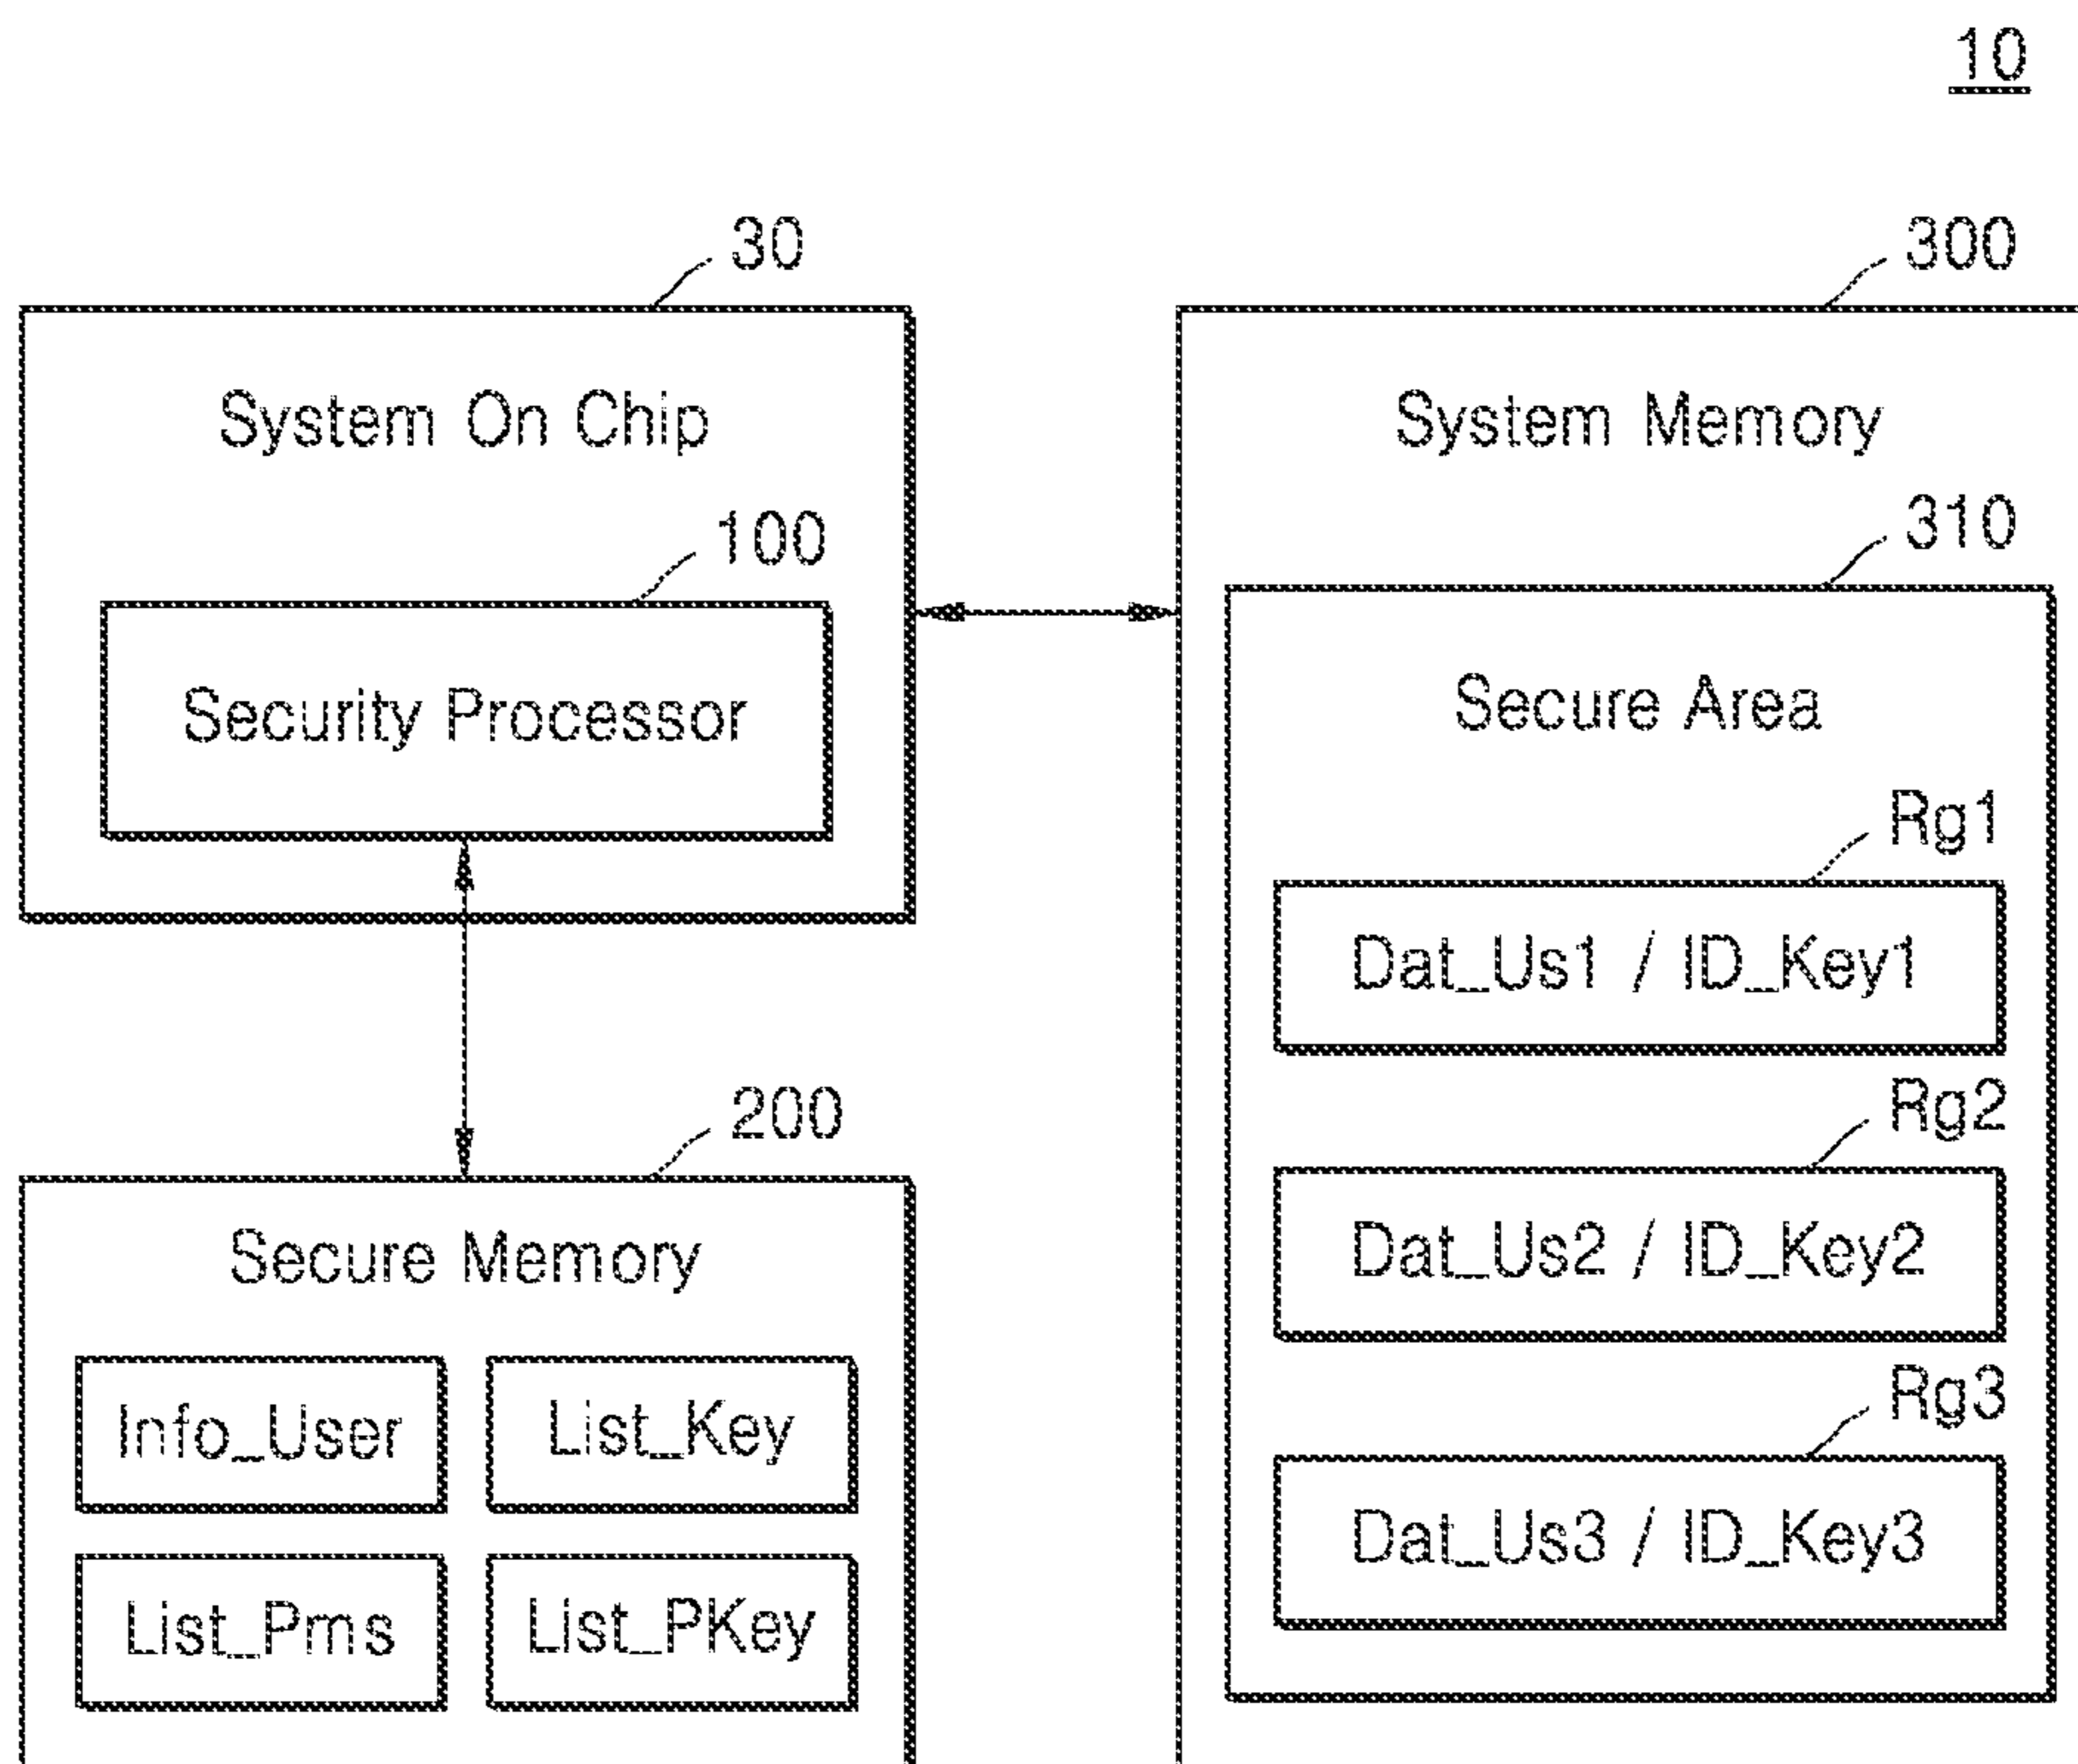 10
30
System On Chip
100
Security Processor
200
Secure Memory
Info_User
List_Key
List_Pms
List_PKey
300
System Memory
310
Secure Area
Rg1
Dat_Us1 / ID_Key1
Rg2
Dat_Us2 / ID_Key2
Rg3
Dat_Us3 / ID_Key3